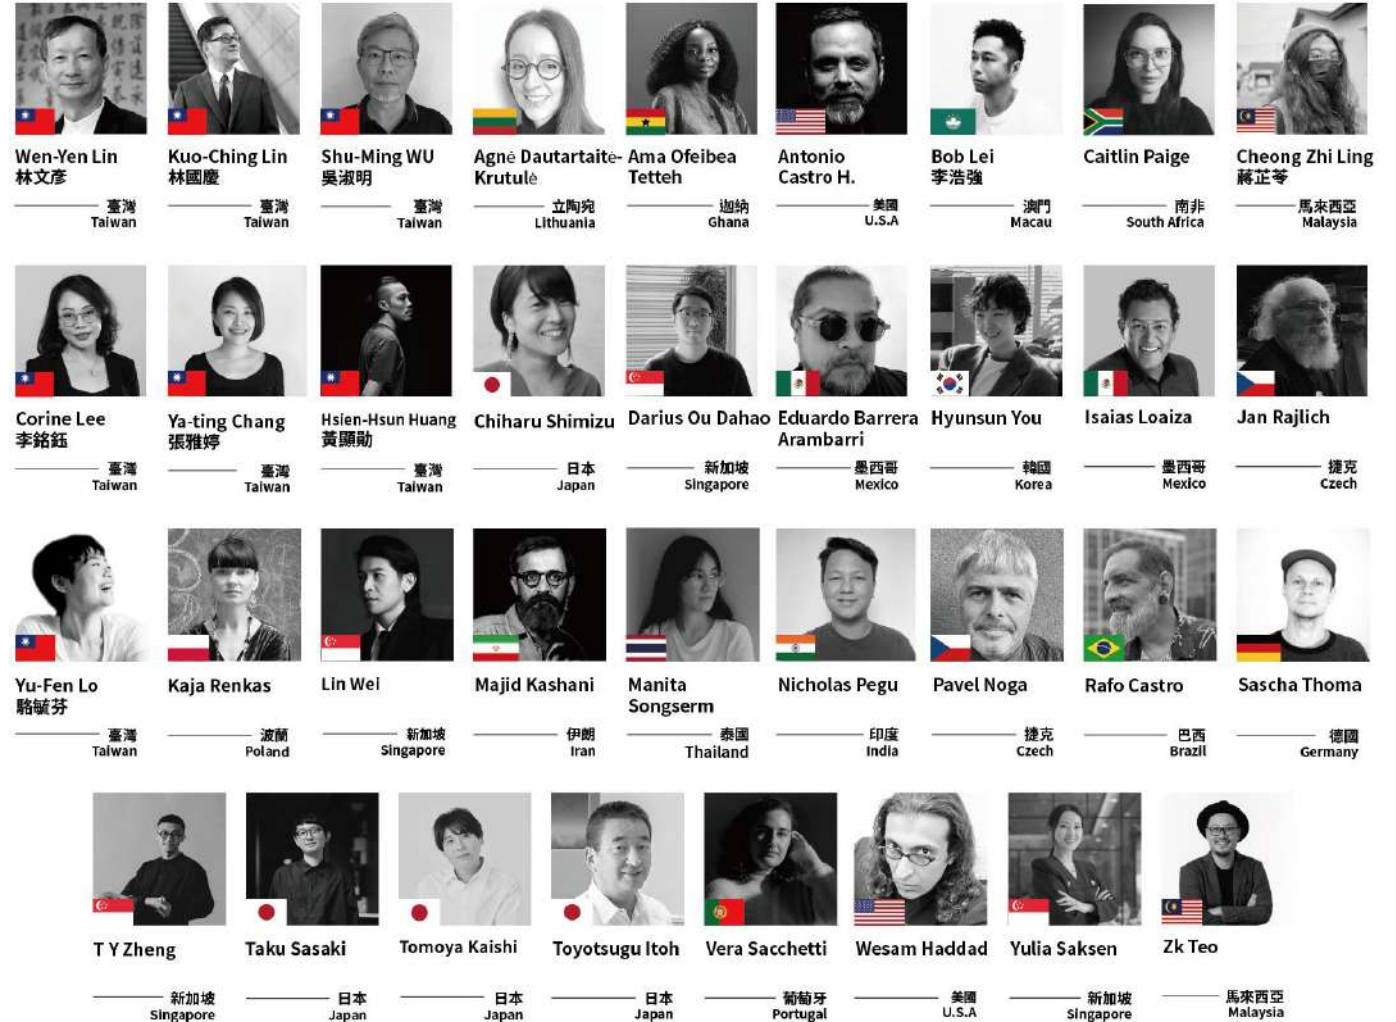 Wen-Yen Lin
林文彥
臺灣
Taiwan
Kuo-Ching Lin
林國慶
臺灣
Taiwan
Shu-Ming WU
吳淑明
臺灣
Taiwan
Agnė Dautartaitė-
Krutulė
立陶宛
Lithuania
Ama Ofeibea
Tetteh
迦納
Ghana
Antonio
Castro H.
美國
U.S.A
Bob Lei
李浩強
澳門
Macau
Caitlin Paige
南非
South Africa
Cheong Zhi Ling
蔣芷苓
馬來西亞
Malaysia
Corine Lee
李銘鈺
臺灣
Taiwan
Ya-ting Chang
張雅婷
臺灣
Taiwan
Hsien-Hsun Huang
黃顯勛
臺灣
Taiwan
Chiharu Shimizu
日本
Japan
Darius Ou Dahao
新加坡
Singapore
Eduardo Barrera
Arambarri
墨西哥
Mexico
Hyunsun You
韓國
Korea
Isaias Loaiza
墨西哥
Mexico
Jan Rajlich
捷克
Czech
Yu-Fen Lo
駱毓芬
臺灣
Taiwan
Kaja Renkas
波蘭
Poland
Lin Wei
新加坡
Singapore
Majid Kashani
伊朗
Iran
Manita
Songserm
泰國
Thailand
Nicholas Pegu
印度
India
Pavel Noga
捷克
Czech
Rafo Castro
巴西
Brazil
Sascha Thoma
德國
Germany
T Y Zheng
新加坡
Singapore
Taku Sasaki
日本
Japan
Tomoya Kaishi
日本
Japan
Toyotsugu Itoh
日本
Japan
Vera Sacchetti
葡萄牙
Portugal
Wesam Haddad
美國
U.S.A
Yulia Saksen
新加坡
Singapore
Zk Teo
馬來西亞
Malaysia